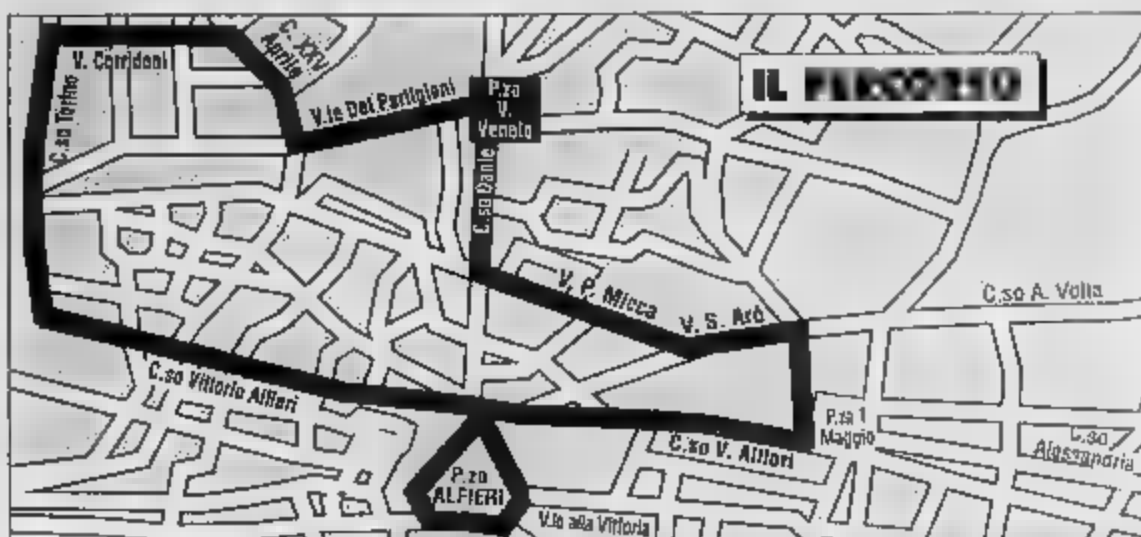 IL
V. Corridoni
C. XXV
Aprile
C.so Torino
V.le Dei Partigiani
P.za
V.
Veneto
C.so Dante
V. P. Micca
V. S. Arò
C.so A. Volta
C.so Vittorio Alfieri
P.za 1
Maggio
C.so V. Alfieri
C.so
Alessandria
P.za
ALFIERI
V.le alla Vittoria